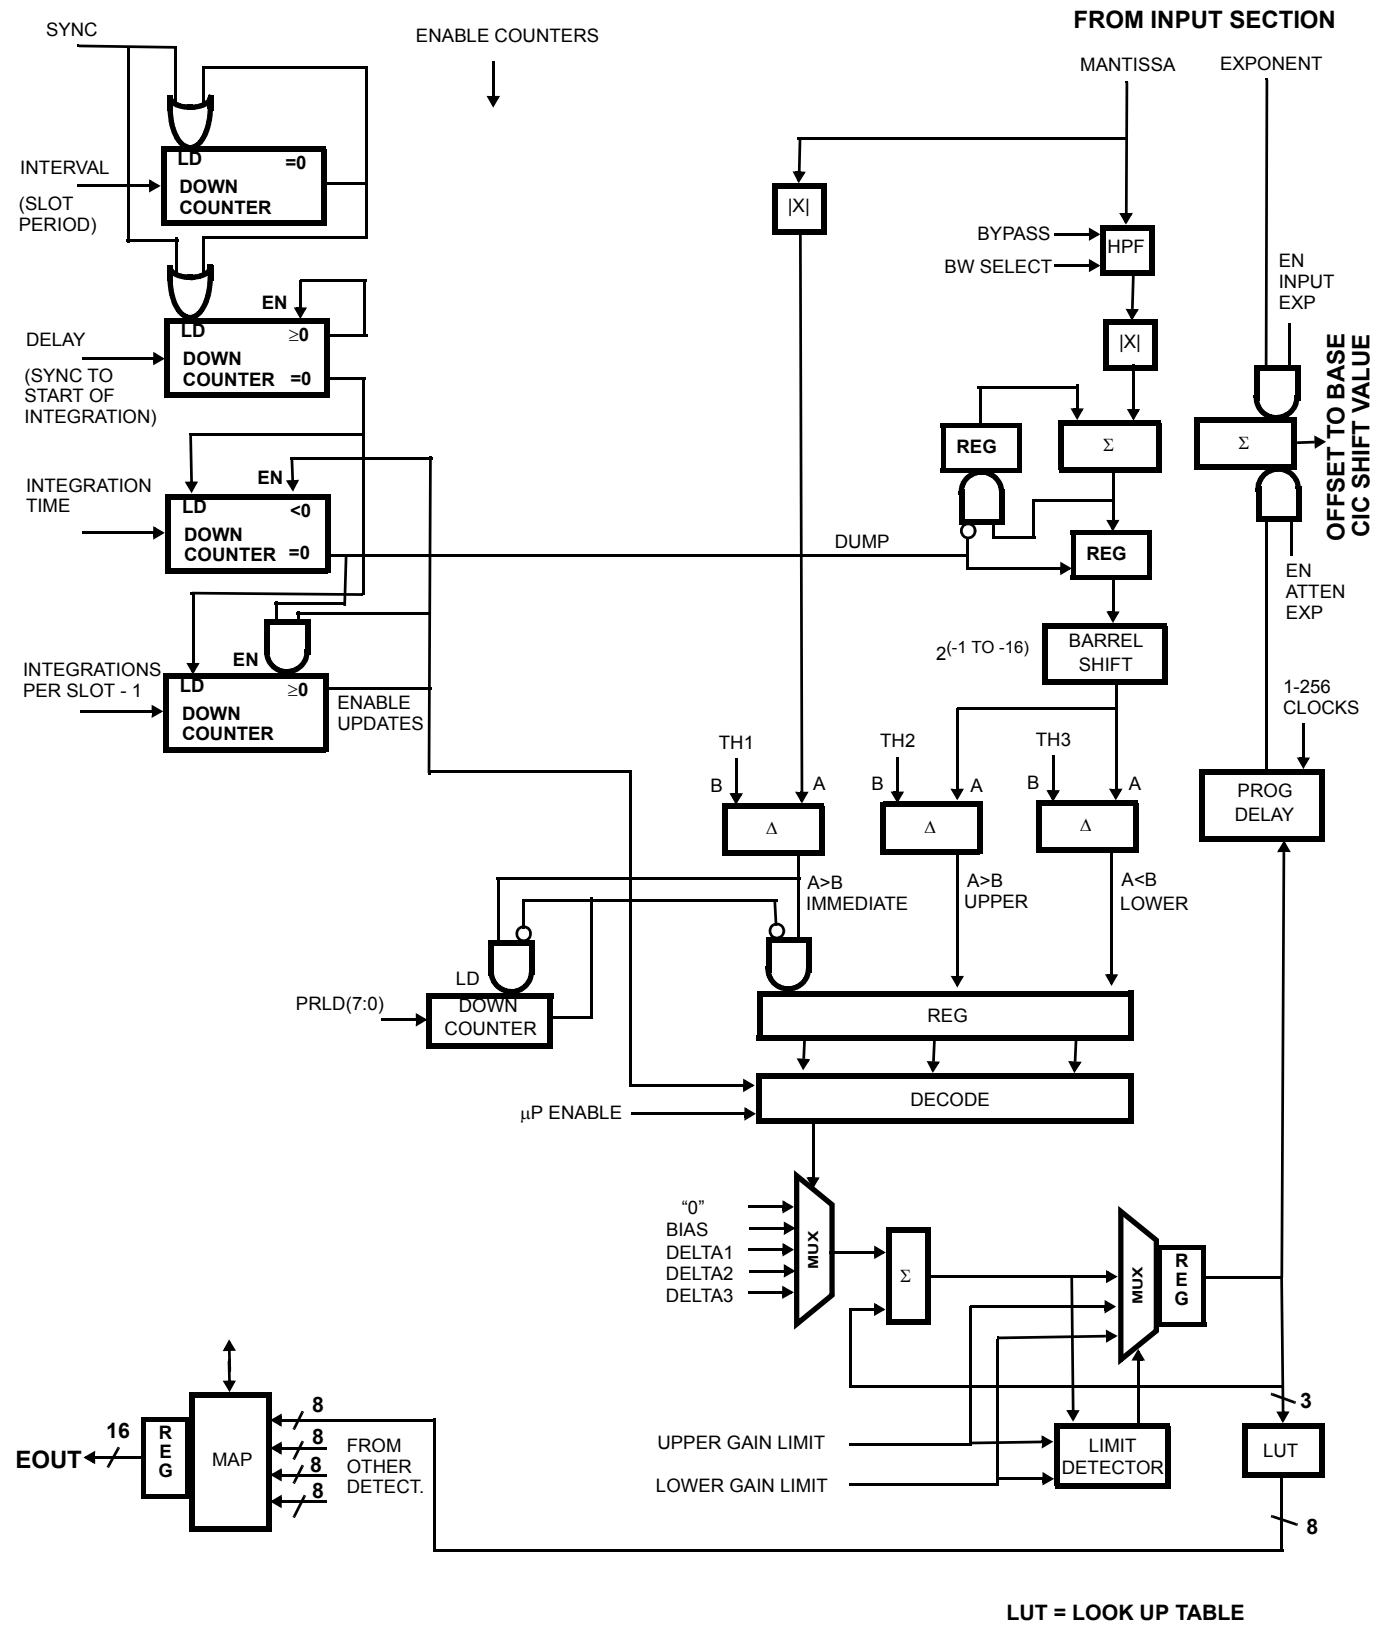 FROM INPUT SECTION
SYNC
ENABLE COUNTERS
MANTISSA
EXPONENT
INTERVAL
(SLOT
PERIOD)
LD =0
DOWN
COUNTER
|X|
BYPASS
BW SELECT
HPF
EN
INPUT
EXP
DELAY
(SYNC TO
START OF
INTEGRATION)
EN
LD ≥0
DOWN
COUNTER =0
|X|
OFFSET TO BASE
CIC SHIFT VALUE
REG
Σ
Σ
INTEGRATION
TIME
EN
LD <0
DOWN
COUNTER =0
DUMP
REG
EN
ATTEN
EXP
INTEGRATIONS
PER SLOT - 1
EN
LD ≥0
DOWN
COUNTER
ENABLE
UPDATES
2(-1 TO -16)
BARREL
SHIFT
1-256
CLOCKS
TH1
TH2
TH3
B A
B A
B A
Δ
Δ
Δ
PROG
DELAY
A>B
IMMEDIATE
A>B
UPPER
A<B
LOWER
LD
PRLD(7:0)
DOWN
COUNTER
REG
DECODE
μP ENABLE
“0”
BIAS
DELTA1
DELTA2
DELTA3
MUX
Σ
MUX
REG
3
UPPER GAIN LIMIT
LOWER GAIN LIMIT
LIMIT
DETECTOR
LUT
8
EOUT
16
REG
MAP
8
8
8
8
FROM
OTHER
DETECT.
LUT = LOOK UP TABLE